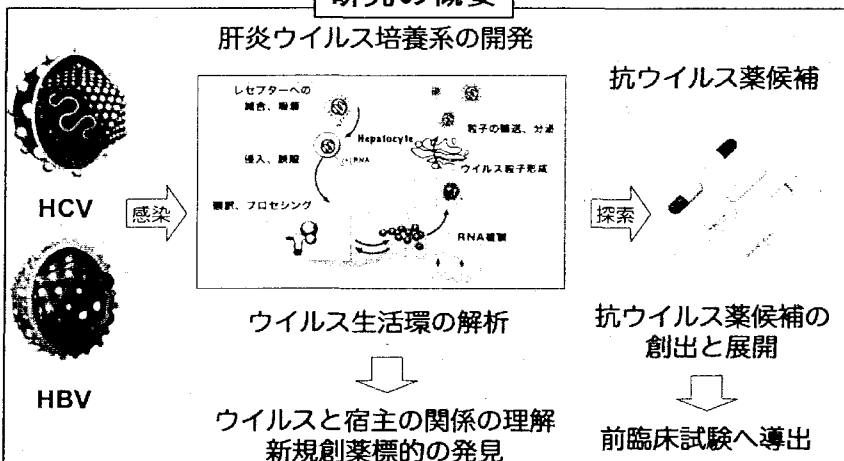 研究の概要
肝炎ウイルス培養系の開発
抗ウイルス薬候補
レセプターへの
結合、吸着
粒子の輸送、分泌
Hepatocyte
侵入、脱殻
(+)RNA
ウイルス粒子形成
HCV
感染
翻訳、プロセシング
RNA複製
探索
ウイルス生活環の解析
抗ウイルス薬候補の
創出と展開
HBV
ウイルスと宿主の関係の理解
新規創薬標的の発見
前臨床試験へ導出